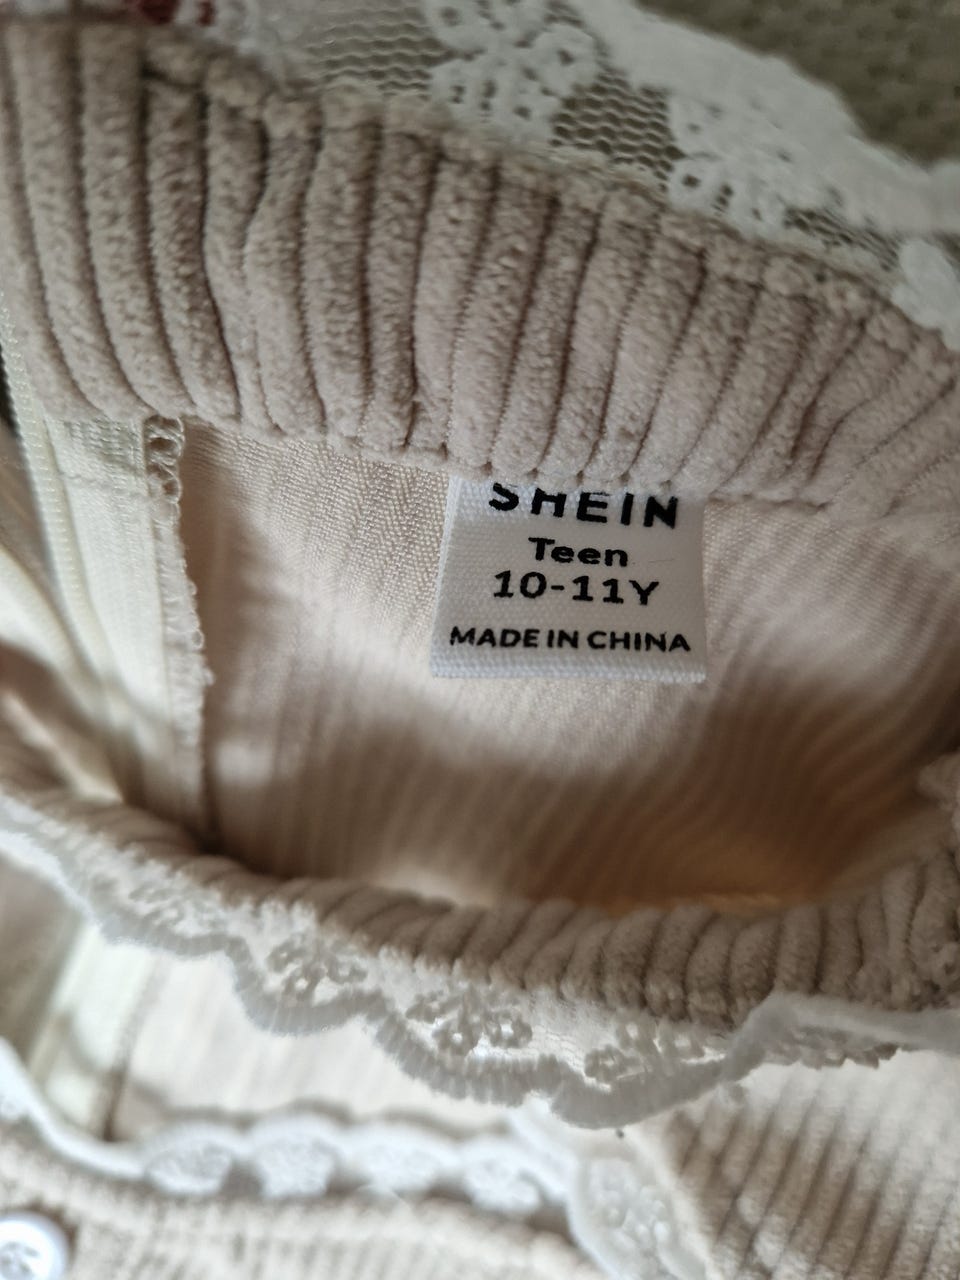 SHEIN
Teen
10-11Y
MADE IN CHINA